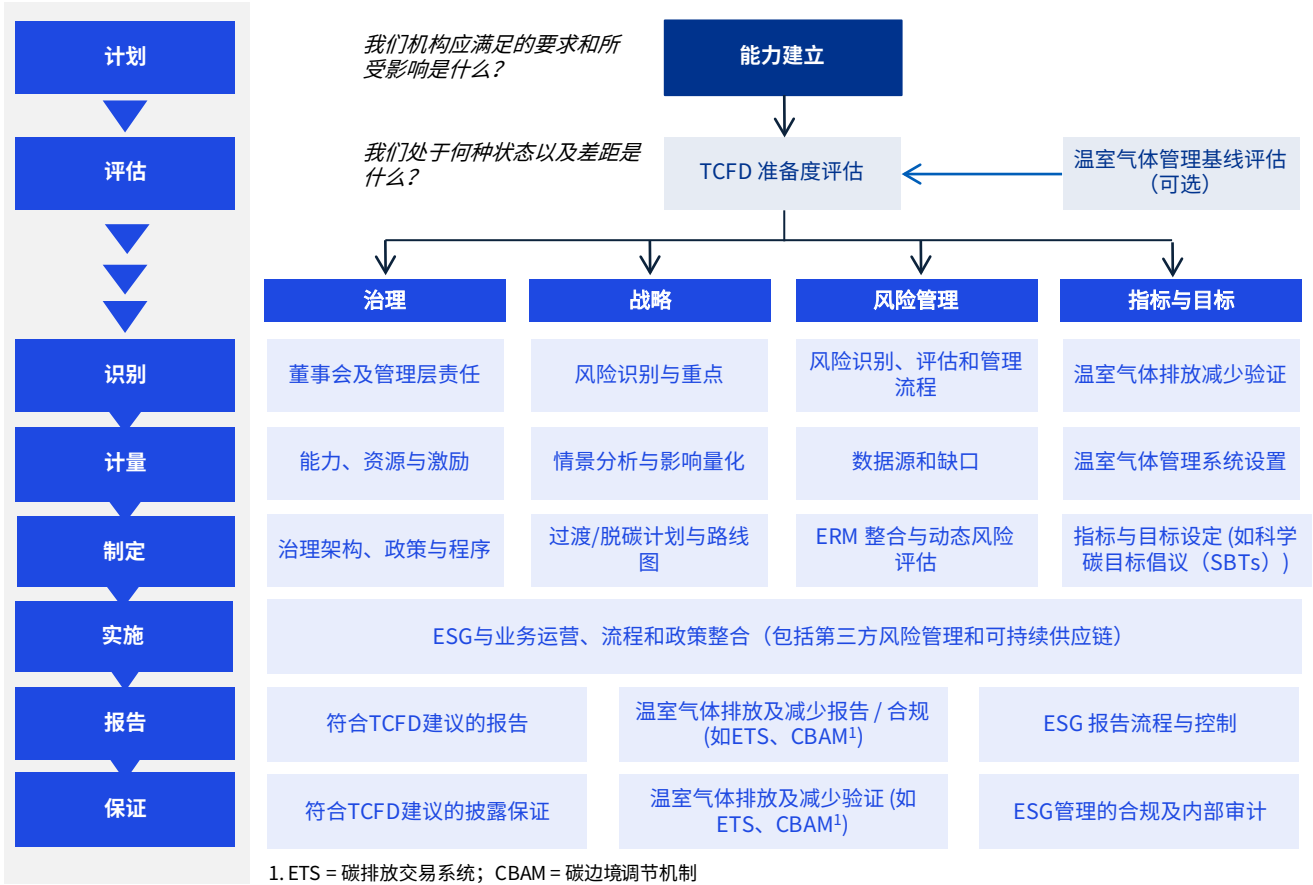 计划
我们机构应满足的要求和所
受影响是什么？
能力建立
评估
我们处于何种状态以及差距是
什么？
TCFD 准备度评估
温室气体管理基线评估
（可选）
治理
战略
风险管理
指标与目标
识别
董事会及管理层责任
风险识别与重点
风险识别、评估和管理
流程
温室气体排放减少验证
计量
能力、资源与激励
情景分析与影响量化
数据源和缺口
温室气体管理系统设置
制定
治理架构、政策与程序
过渡/脱碳计划与路线
图
ERM 整合与动态风险
评估
指标与目标设定 (如科学
碳目标倡议（SBTs）)
实施
ESG与业务运营、流程和政策整合（包括第三方风险管理和可持续供应链）
报告
符合TCFD建议的报告
温室气体排放及减少报告 / 合规
(如ETS、CBAM¹)
ESG 报告流程与控制
保证
符合TCFD建议的披露保证
温室气体排放及减少验证 (如
ETS、CBAM¹)
ESG管理的合规及内部审计
1. ETS = 碳排放交易系统；CBAM = 碳边境调节机制